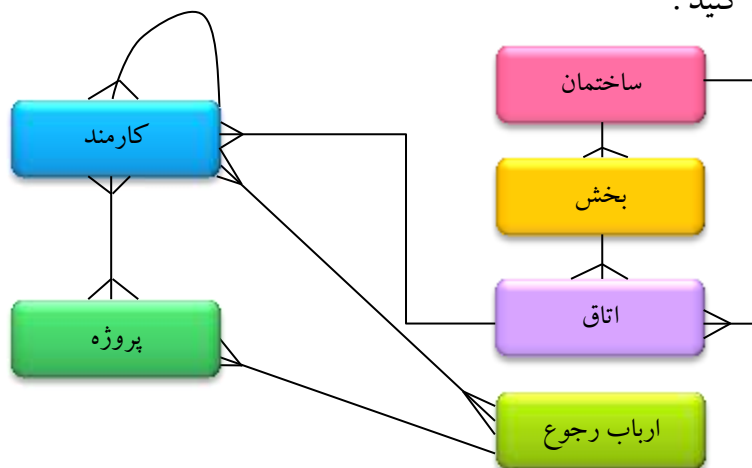 کنید .
ساختمان
کارمند
بخش
اتاق
پروژه
ارباب رجوع